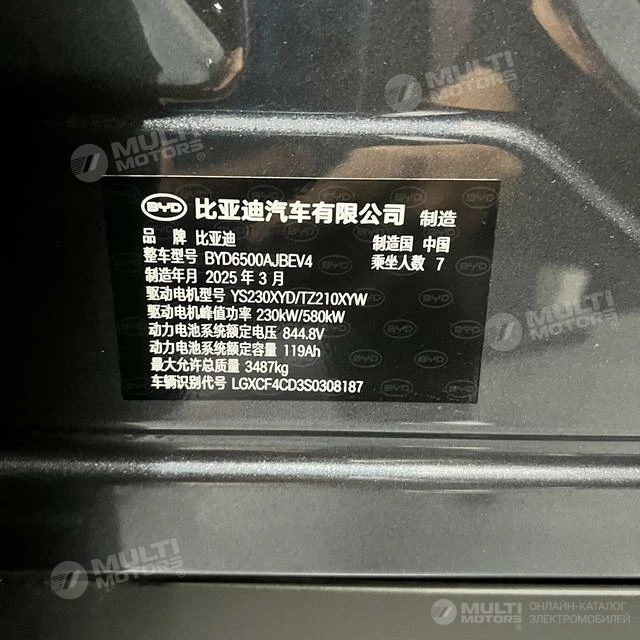 MULTI
MOTORS®
MULTI
MOTORS®
BYD 比亚迪汽车有限公司 制造
品 牌 比亚迪 制造国 中国
整车型号 BYD6500AJBEV4 乘坐人数 7
制造年月 2025 年 3 月
驱动电机型号 YS230XYD/TZ210XYW
驱动电机峰值功率 230kW/580kW
动力电池系统额定电压 844.8V
动力电池系统额定容量 119Ah
最大允许总质量 3487kg
车辆识别代号 LGXCF4CD3S0308187
MULTI
MOTORS®
MULTI
MOTORS®
MULTI
MOTORS
ОНЛАЙН-КАТАЛОГ
ЭЛЕКТРОМОБИЛЕЙ